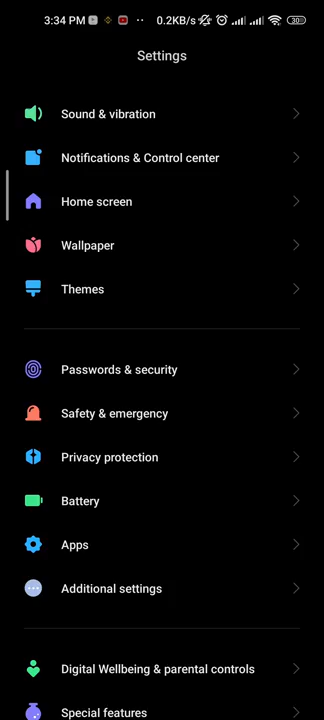 3:34 PM 0.2KB/s 30
Settings
Sound & vibration
Notifications & Control center
Home screen
Wallpaper
Themes
Passwords & security
Safety & emergency
Privacy protection
Battery
Apps
Additional settings
Digital Wellbeing & parental controls
Special features